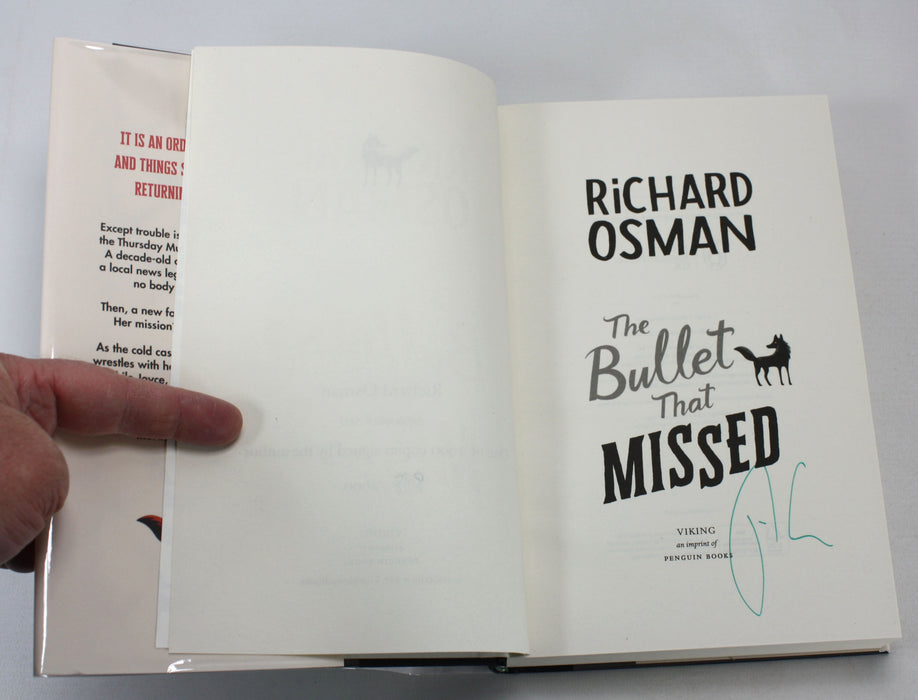 IT IS AN ORD
AND THINGS S
RETURNI
Except trouble is
the Thursday Mu
A decade-old c
a local news leg
no body
Then, a new fo
Her mission
As the cold cas
wrestles with he
Joyce,
RiCHARD
OSMAN
The
Bullet
That
MISSED
VIKING
an imprint of
PENGUIN BOOKS